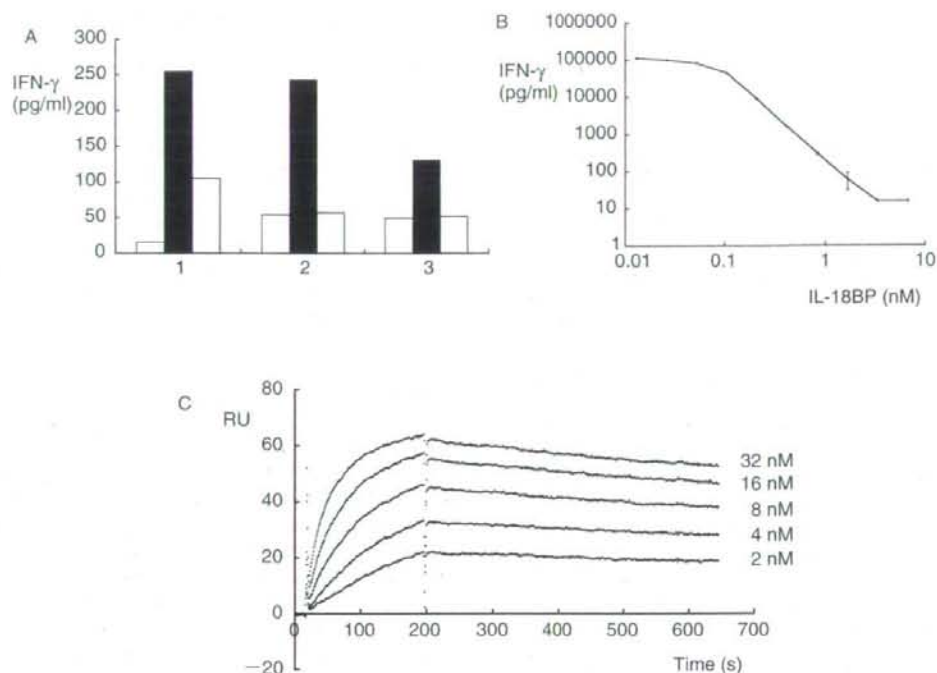 A
IFN-γ
(pg/ml)
300
250
200
150
100
50
0
1 2 3
B
IFN-γ
(pg/ml)
1000000
100000
10000
1000
100
10
1
0.01 0.1 1 10
IL-18BP (nM)
C
RU
80
60
40
20
0
−20
0 100 200 300 400 500 600 700
Time (s)
32 nM
16 nM
8 nM
4 nM
2 nM